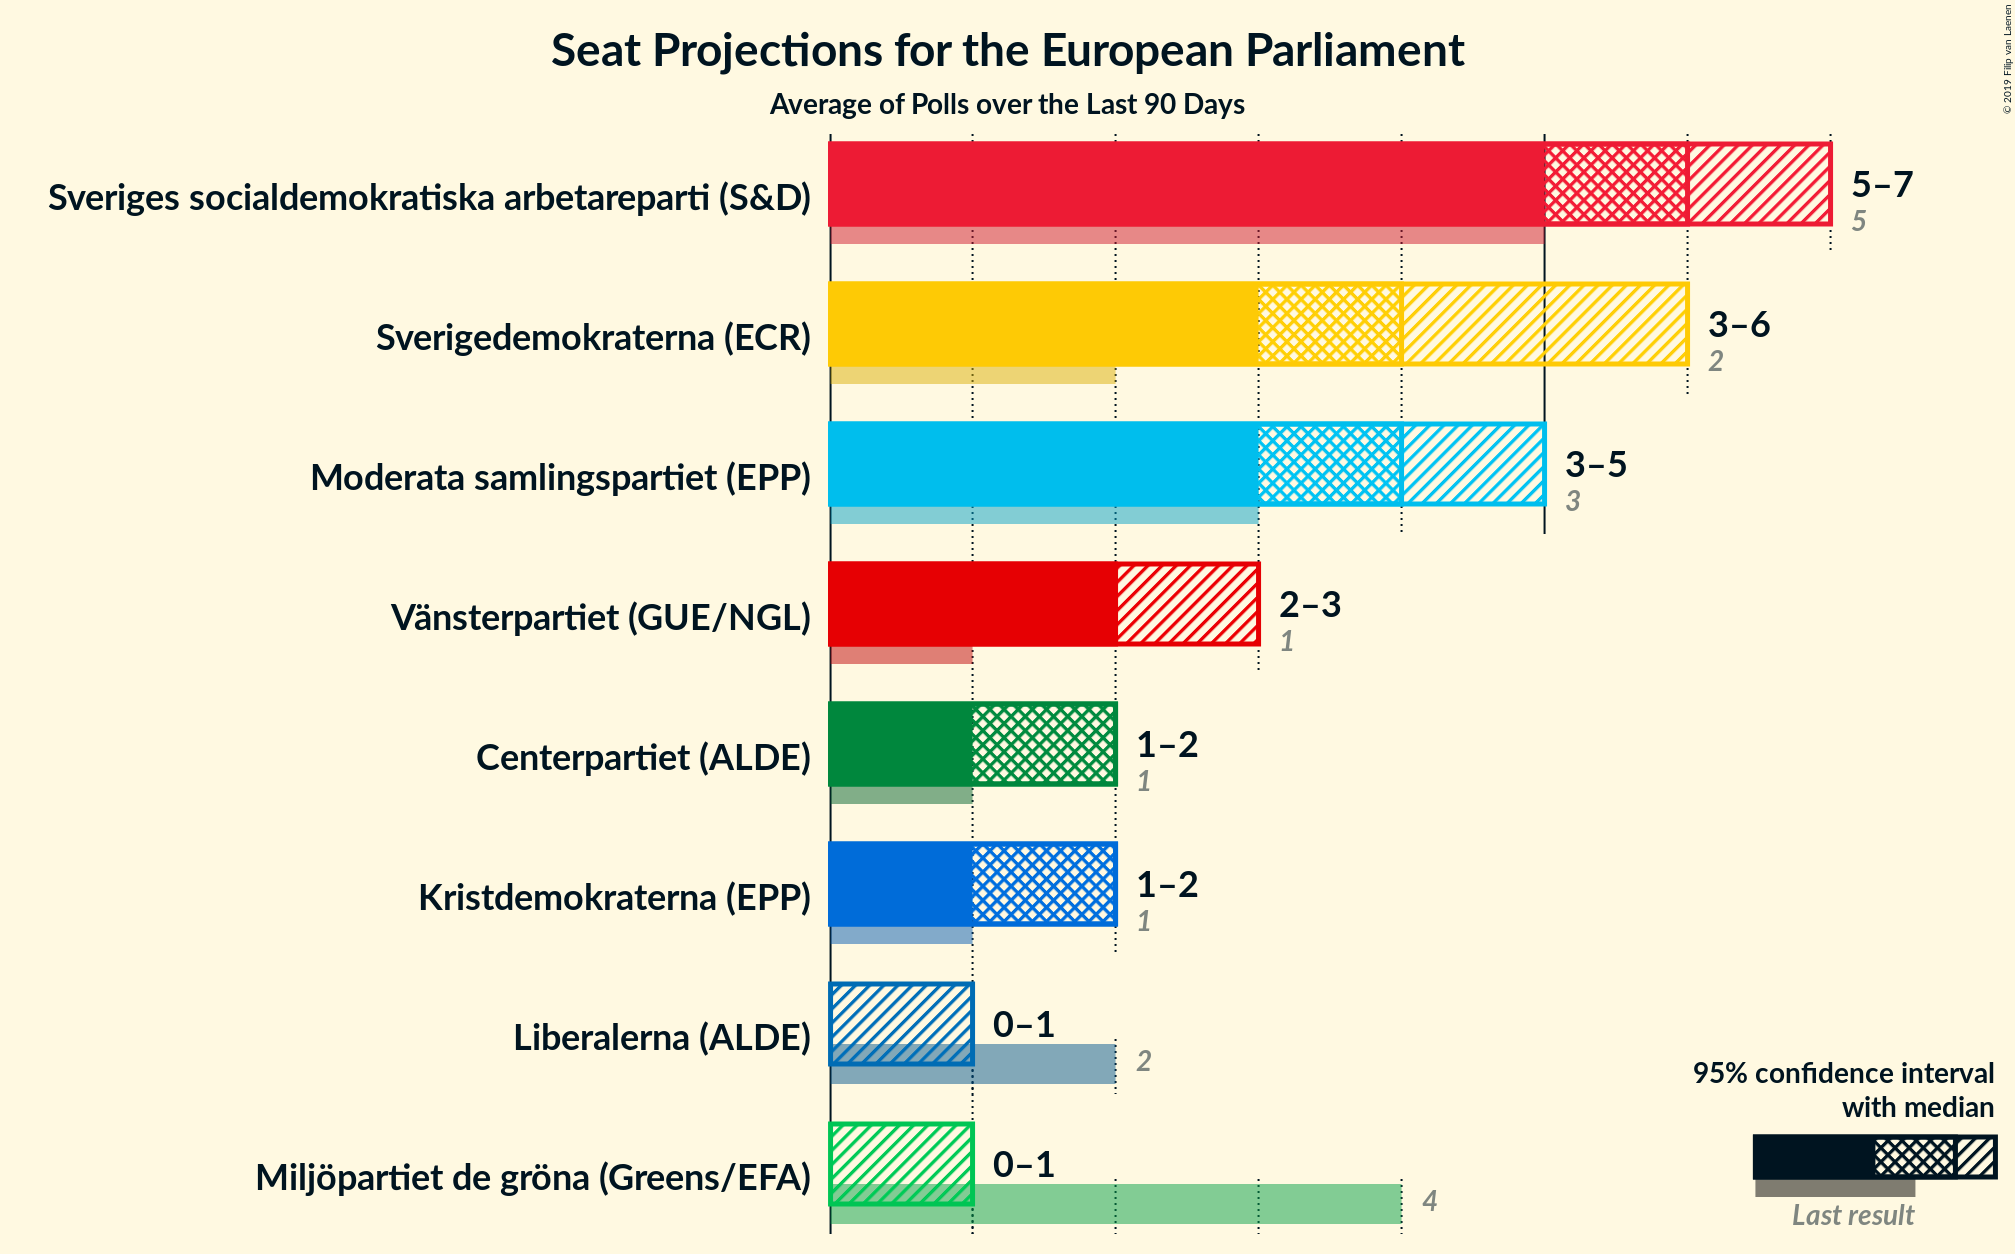 Seat Projections for the European Parliament
Average of Polls over the Last 90 Days
© 2019 Filip van Laenen
Sveriges socialdemokratiska arbetareparti (S&D)
5–7
5
Sverigedemokraterna (ECR)
3–6
2
Moderata samlingspartiet (EPP)
3–5
3
Vänsterpartiet (GUE/NGL)
2–3
1
Centerpartiet (ALDE)
1–2
1
Kristdemokraterna (EPP)
1–2
1
Liberalerna (ALDE)
0–1
2
Miljöpartiet de gröna (Greens/EFA)
0–1
4
95% confidence interval
with median
Last result